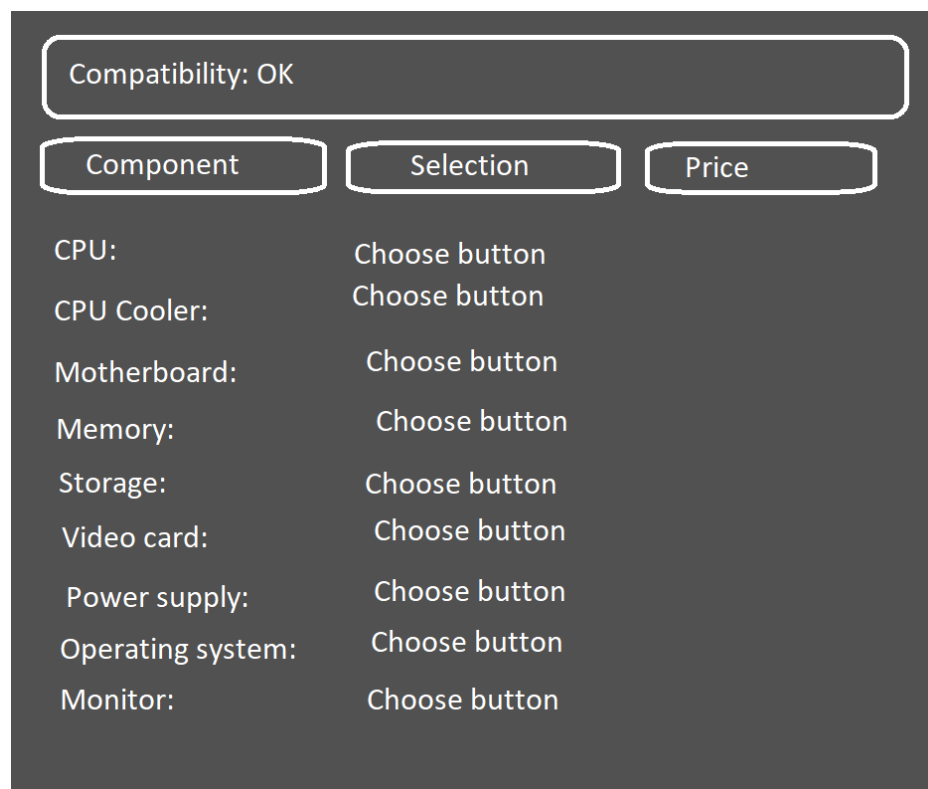 Compatibility: OK
Component Selection Price
CPU: Choose button
CPU Cooler: Choose button
Motherboard: Choose button
Memory: Choose button
Storage: Choose button
Video card: Choose button
Power supply: Choose button
Operating system: Choose button
Monitor: Choose button